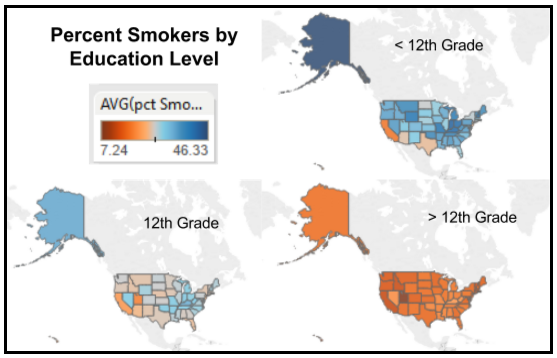 Percent Smokers by
Education Level
AVG(pct Smo...
7.24 46.33
< 12th Grade
12th Grade
> 12th Grade